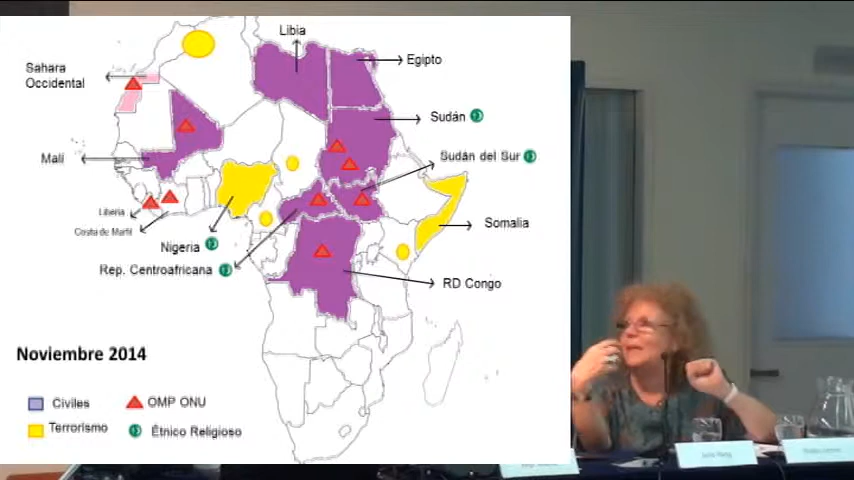 Libia
Egipto
Sahara
Occidental
Sudán
Malí
Sudán del Sur
Liberia
Costa de Marfil
Somalia
Nigeria
Rep. Centroafricana
RD Congo
Noviembre 2014
Civiles
OMP ONU
Terrorismo
Étnico Religioso